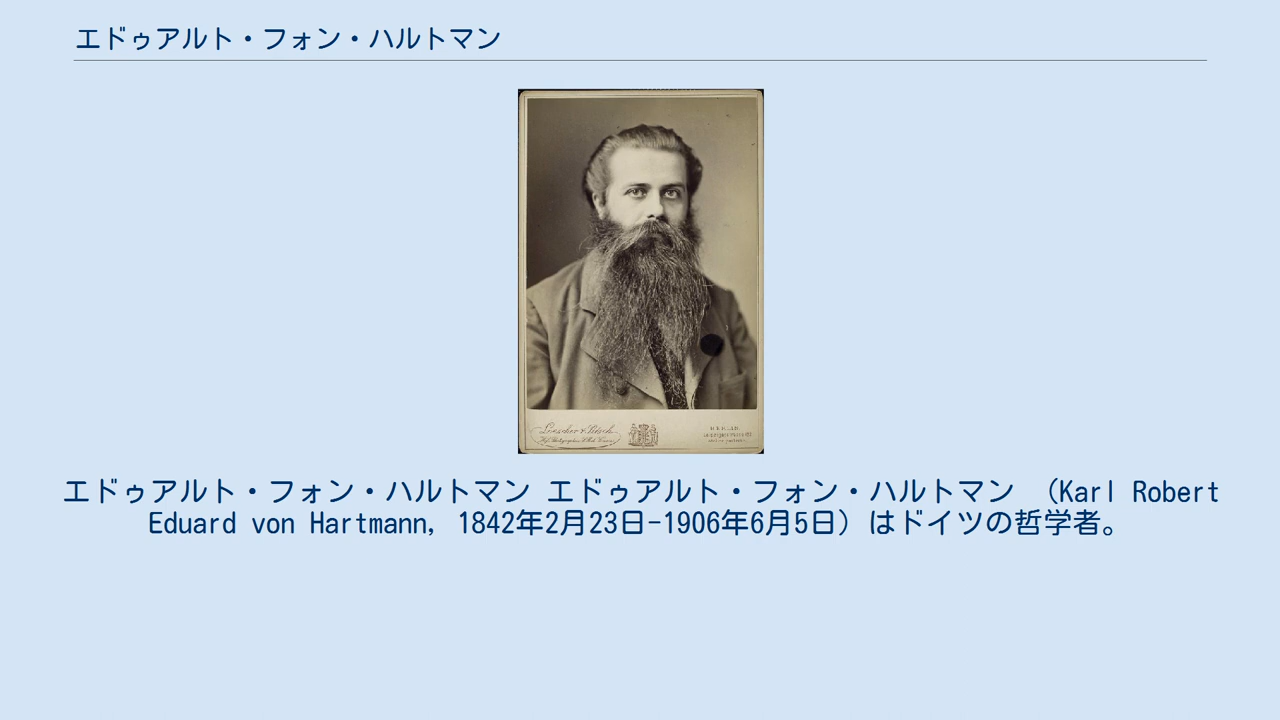 エドゥアルト・フォン・ハルトマン
Loescher & Petsch
BERLIN
エドゥアルト・フォン・ハルトマン エドゥアルト・フォン・ハルトマン （Karl Robert
Eduard von Hartmann, 1842年2月23日-1906年6月5日）はドイツの哲学者。